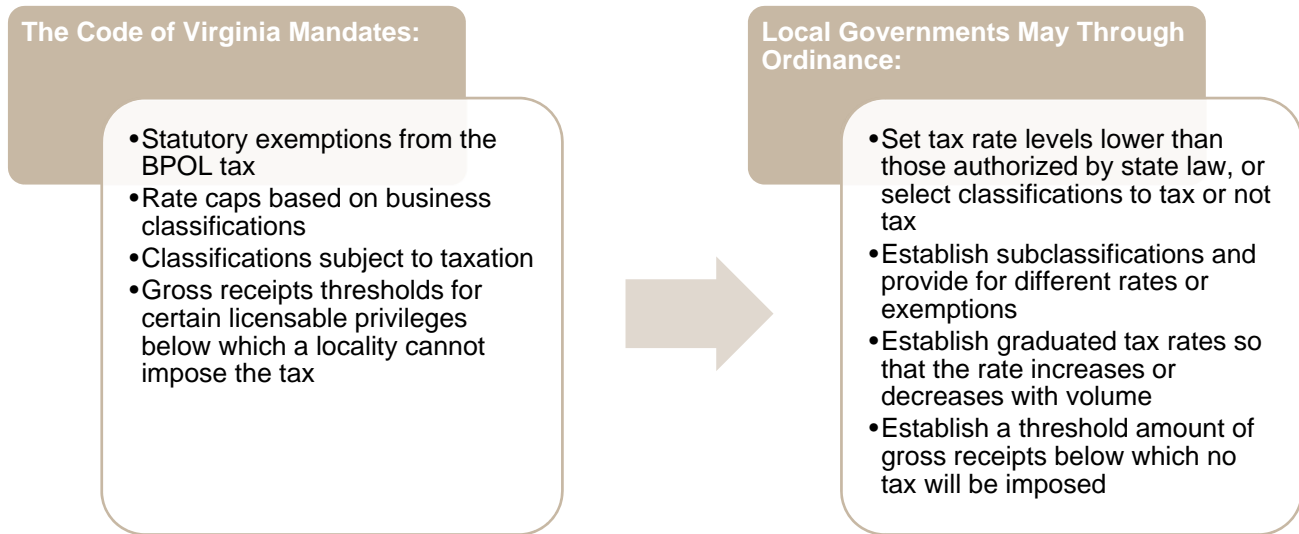 The Code of Virginia Mandates:
•Statutory exemptions from the
BPOL tax
•Rate caps based on business
classifications
•Classifications subject to taxation
•Gross receipts thresholds for
certain licensable privileges
below which a locality cannot
impose the tax
Local Governments May Through
Ordinance:
•Set tax rate levels lower than
those authorized by state law, or
select classifications to tax or not
tax
•Establish subclassifications and
provide for different rates or
exemptions
•Establish graduated tax rates so
that the rate increases or
decreases with volume
•Establish a threshold amount of
gross receipts below which no
tax will be imposed